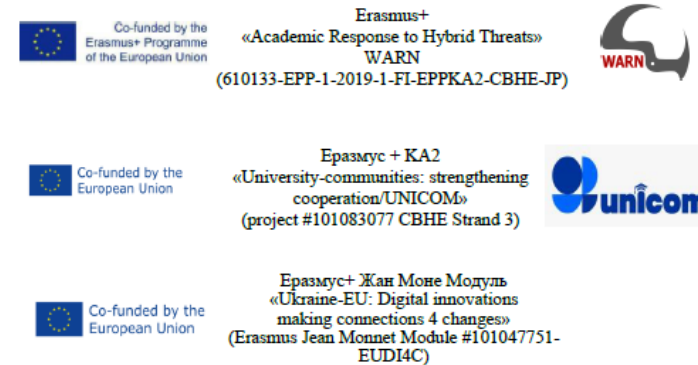 Co-funded by the
Erasmus+ Programme
of the European Union
Erasmus+
«Academic Response to Hybrid Threats»
WARN
(610133-EPP-1-2019-1-FI-EPPKA2-CBHE-JP)
WARN
Co-funded by the
European Union
Еразмус + КА2
«University-communities: strengthening
cooperation/UNICOM»
(project #101083077 CBHE Strand 3)
unicom
Co-funded by the
European Union
Еразмус+ Жан Моне Модуль
«Ukraine-EU: Digital innovations
making connections 4 changes»
(Erasmus Jean Monnet Module #101047751-
EUDI4C)